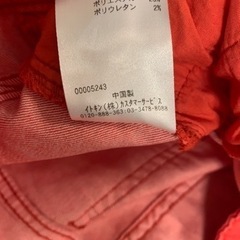 ポリウレタン 2%
00005243
中国製
イトキン(株)カスタマーサービス
0120-888-363 03-3478-8088